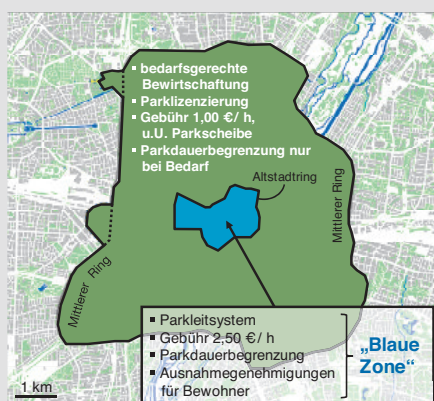 ▪ bedarfsgerechte
Bewirtschaftung
▪ Parklizenzierung
▪ Gebühr 1,00 €/ h,
u.U. Parkscheibe
▪ Parkdauerbegrenzung nur
bei Bedarf
Altstadtring
Mittlerer Ring
Mittlerer Ring
▪ Parkleitsystem
▪ Gebühr 2,50 €/ h
▪ Parkdauerbegrenzung
▪ Ausnahmegenehmigungen
für Bewohner
„Blaue
Zone“
1 km